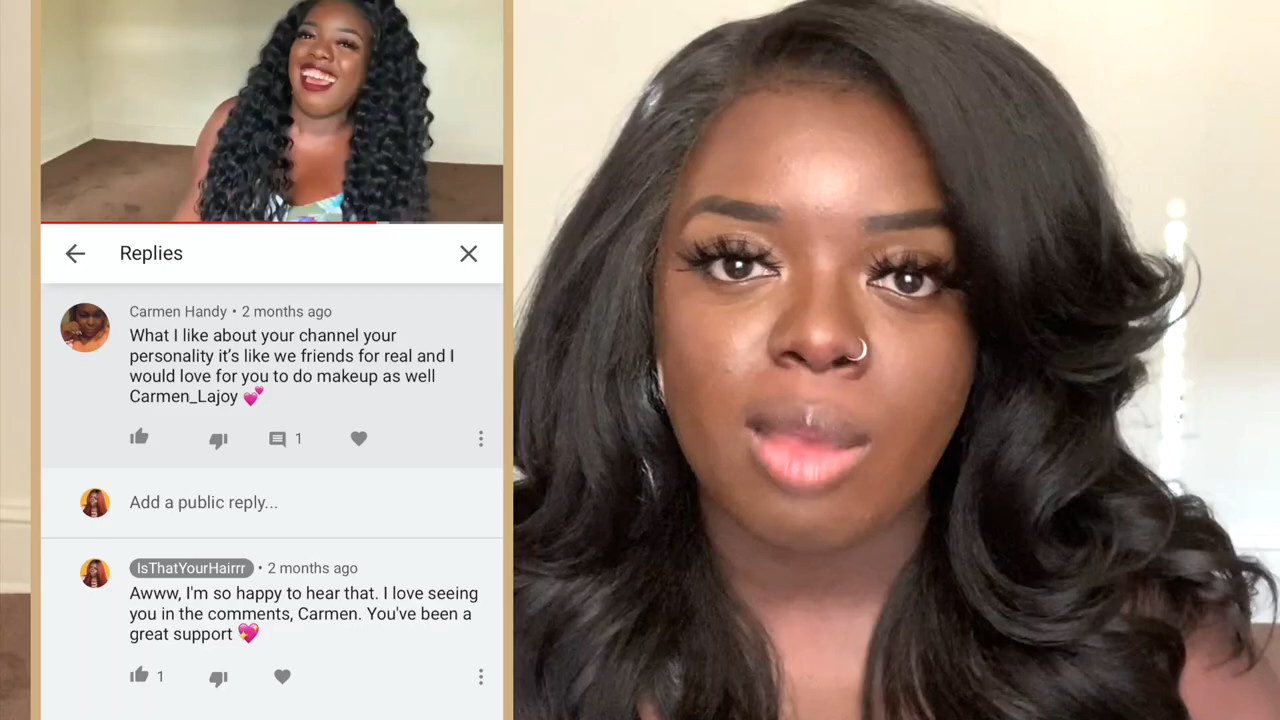 Replies
Carmen Handy • 2 months ago
What I like about your channel your
personality it’s like we friends for real and I
would love for you to do makeup as well
Carmen_Lajoy 💕
1
Add a public reply...
IsThatYourHairrr • 2 months ago
Awww, I'm so happy to hear that. I love seeing
you in the comments, Carmen. You've been a
great support 💖
1